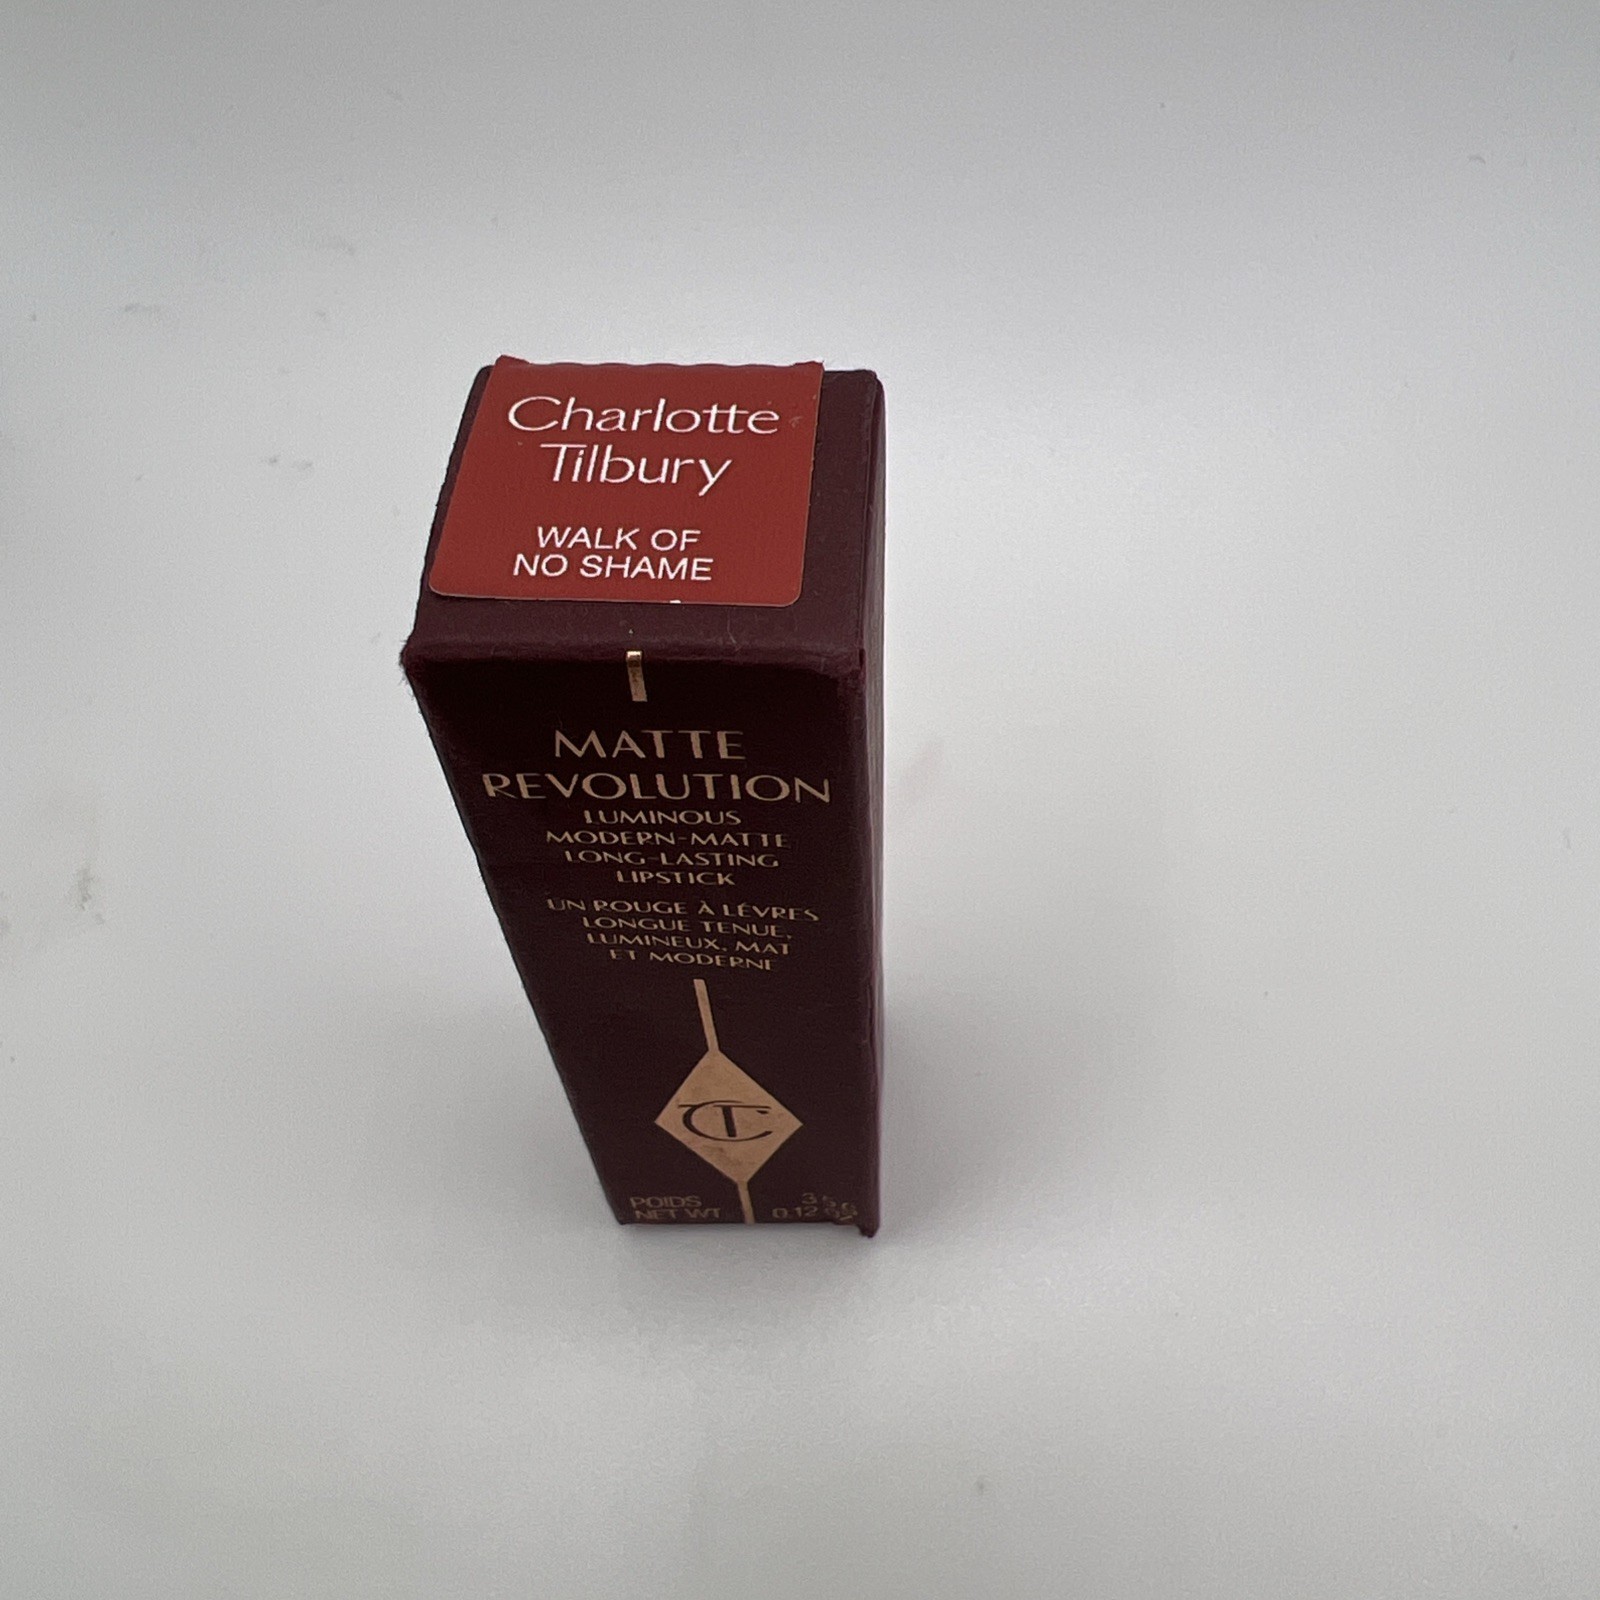 Charlotte
Tilbury
WALK OF
NO SHAME
MATTE
REVOLUTION
LUMINOUS
MODERN-MATTE
LONG-LASTING
LIPSTICK
UN ROUGE À LÈVRES
LONGUE TENUE,
LUMINEUX, MAT
ET MODERNE
CT
POIDS 3.5 G
NET WT 0.12 OZ